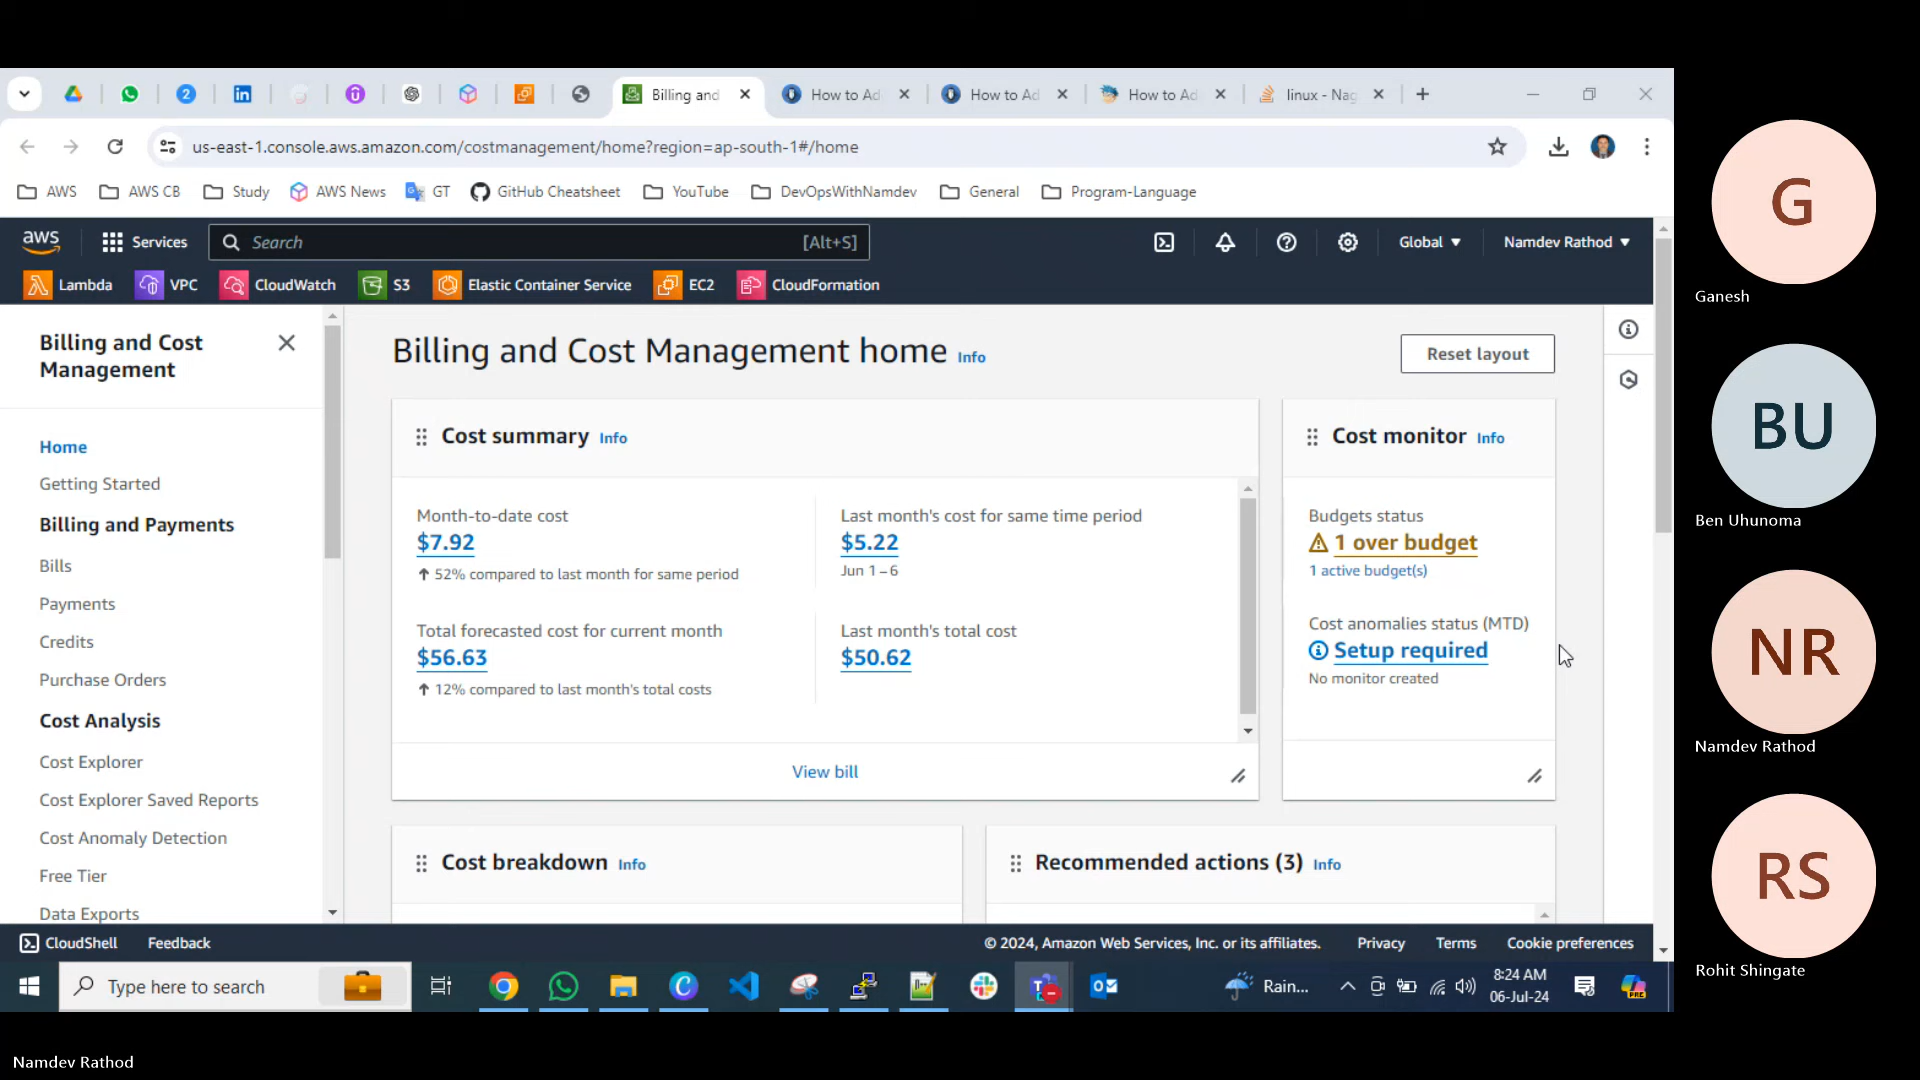 2
Billing and
How to Ad
How to Ad
How to Ad
linux - Nag
us-east-1.console.aws.amazon.com/costmanagement/home?region=ap-south-1#/home
AWS
AWS CB
Study
AWS News
GT
GitHub Cheatsheet
YouTube
DevOpsWithNamdev
General
Program-Language
aws
Services
Search
[Alt+S]
Global
Namdev Rathod
Lambda
VPC
CloudWatch
S3
Elastic Container Service
EC2
CloudFormation
Billing and Cost
Management
Home
Getting Started
Billing and Payments
Bills
Payments
Credits
Purchase Orders
Cost Analysis
Cost Explorer
Cost Explorer Saved Reports
Cost Anomaly Detection
Free Tier
Data Exports
Billing and Cost Management home Info
Reset layout
Cost summary Info
Month-to-date cost
$7.92
52% compared to last month for same period
Last month's cost for same time period
$5.22
Jun 1 – 6
Total forecasted cost for current month
$56.63
12% compared to last month's total costs
Last month's total cost
$50.62
View bill
Cost monitor Info
Budgets status
1 over budget
1 active budget(s)
Cost anomalies status (MTD)
Setup required
No monitor created
Cost breakdown Info
Recommended actions (3) Info
CloudShell
Feedback
© 2024, Amazon Web Services, Inc. or its affiliates.
Privacy
Terms
Cookie preferences
Type here to search
Rain...
8:24 AM
06-Jul-24
G
Ganesh
BU
Ben Uhunoma
NR
Namdev Rathod
RS
Rohit Shingate
Namdev Rathod